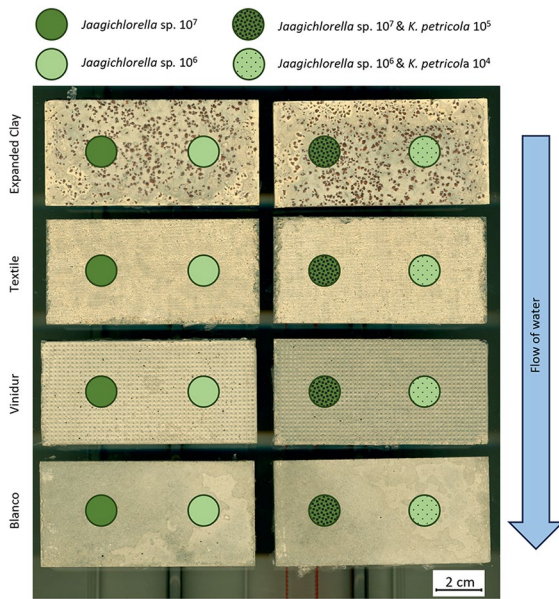 Jaagichlorella sp. 10⁷
Jaagichlorella sp. 10⁷ & K. petricola 10⁵
Jaagichlorella sp. 10⁶
Jaagichlorella sp. 10⁶ & K. petricola 10⁴
Expanded Clay
Textile
Vinidur
Blanco
Flow of water
2 cm